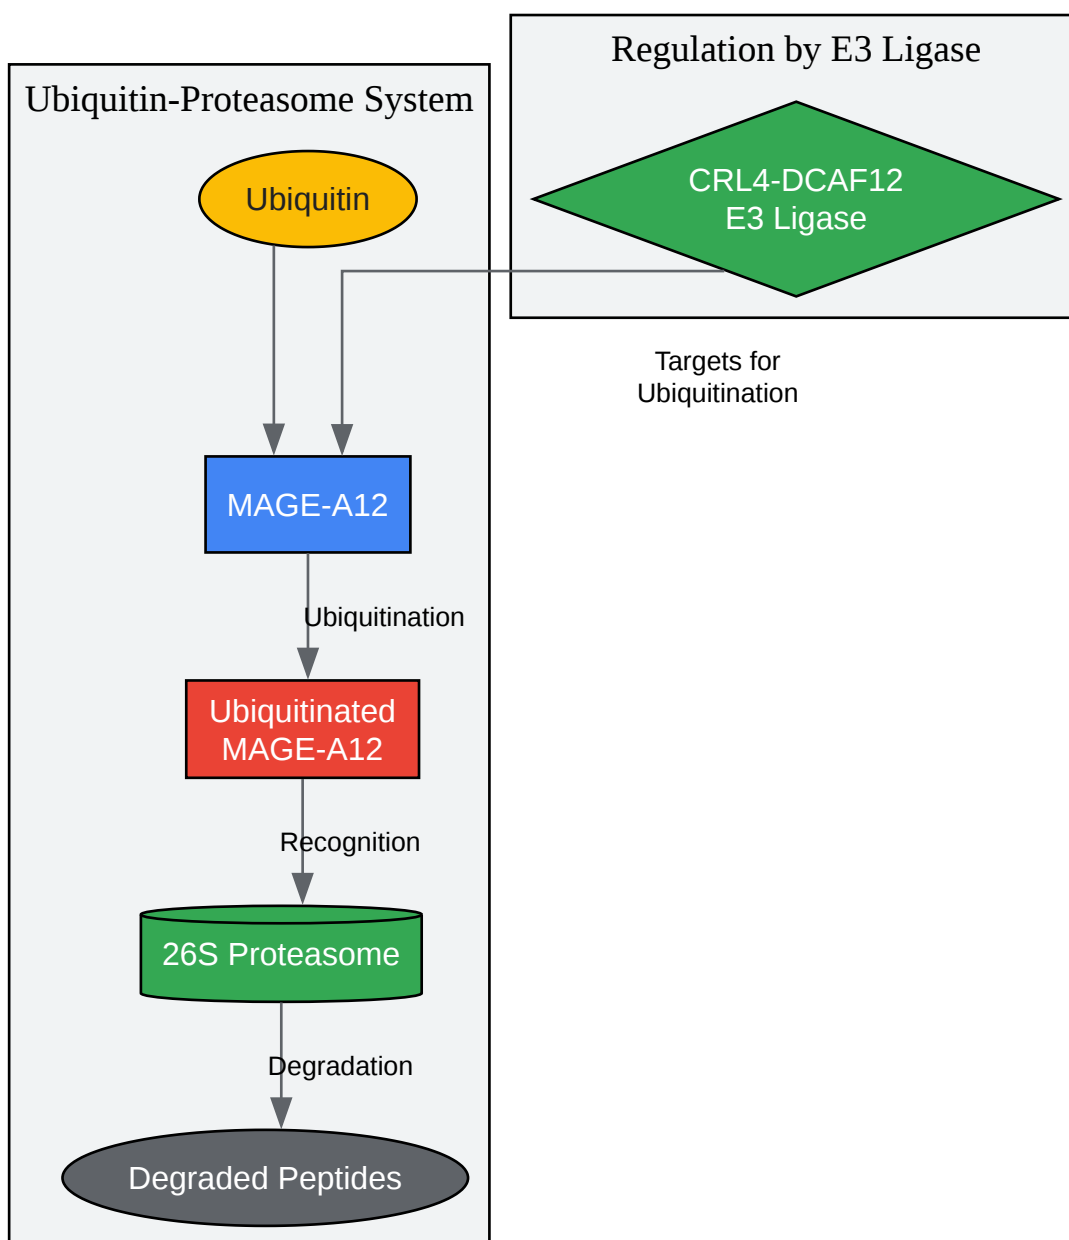 Regulation by E3 Ligase
Ubiquitin-Proteasome System
Ubiquitin
CRL4-DCAF12
E3 Ligase
Targets for
Ubiquitination
MAGE-A12
Ubiquitination
Ubiquitinated
MAGE-A12
Recognition
26S Proteasome
Degradation
Degraded Peptides